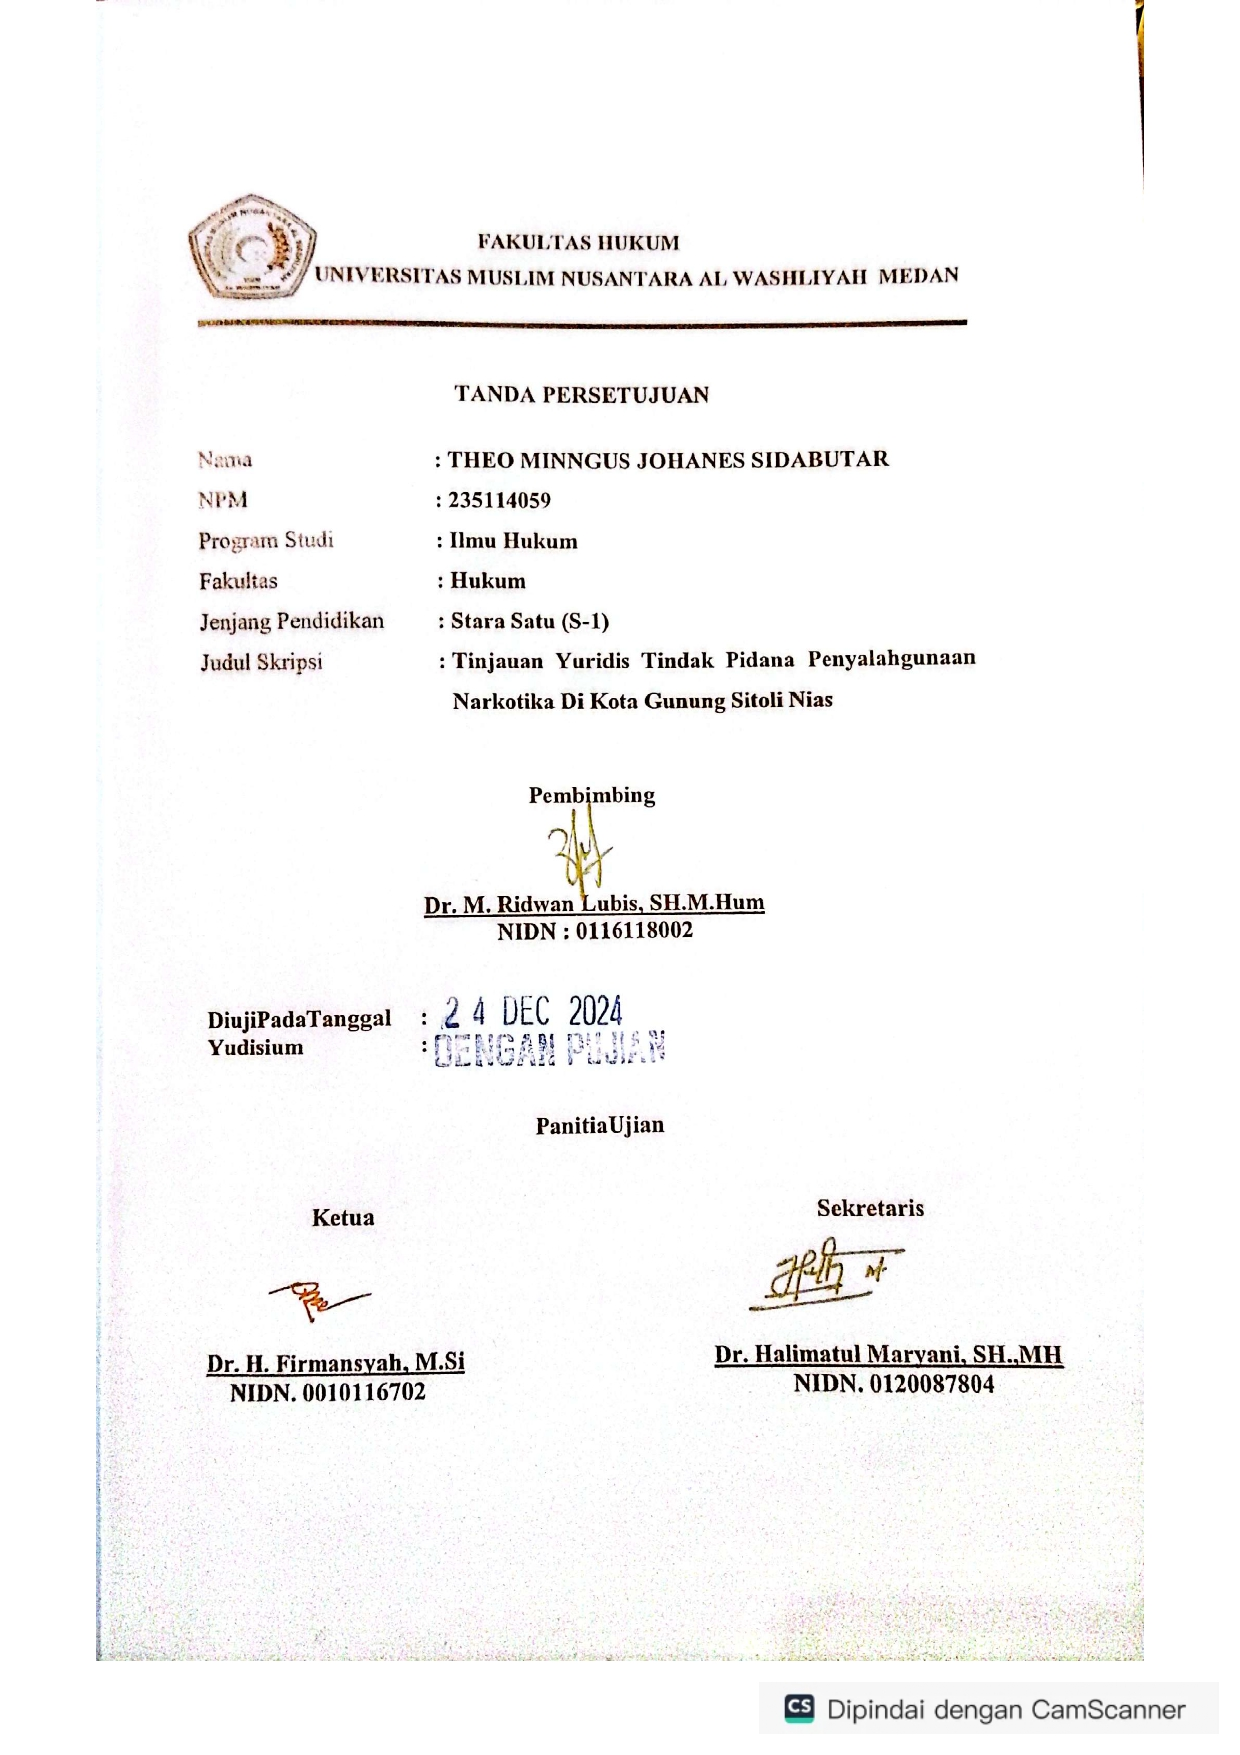 FAKULTAS HUKUM
UNIVERSITAS MUSLIM NUSANTARA AL WASHLIYAH MEDAN
TANDA PERSETUJUAN
Nama : THEO MINNGUS JOHANES SIDABUTAR
NPM : 235114059
Program Studi : Ilmu Hukum
Fakultas : Hukum
Jenjang Pendidikan : Stara Satu (S-1)
Judul Skripsi : Tinjauan Yuridis Tindak Pidana Penyalahgunaan
Narkotika Di Kota Gunung Sitoli Nias
Pembimbing
Dr. M. Ridwan Lubis, SH.M.Hum
NIDN : 0116118002
DiujiPadaTanggal : 24 DEC 2024
Yudisium : DENGAN PUJIAN
PanitiaUjian
Ketua
Sekretaris
Dr. H. Firmansyah, M.Si
NIDN. 0010116702
Dr. Halimatul Maryani, SH.,MH
NIDN. 0120087804
CS Dipindai dengan CamScanner